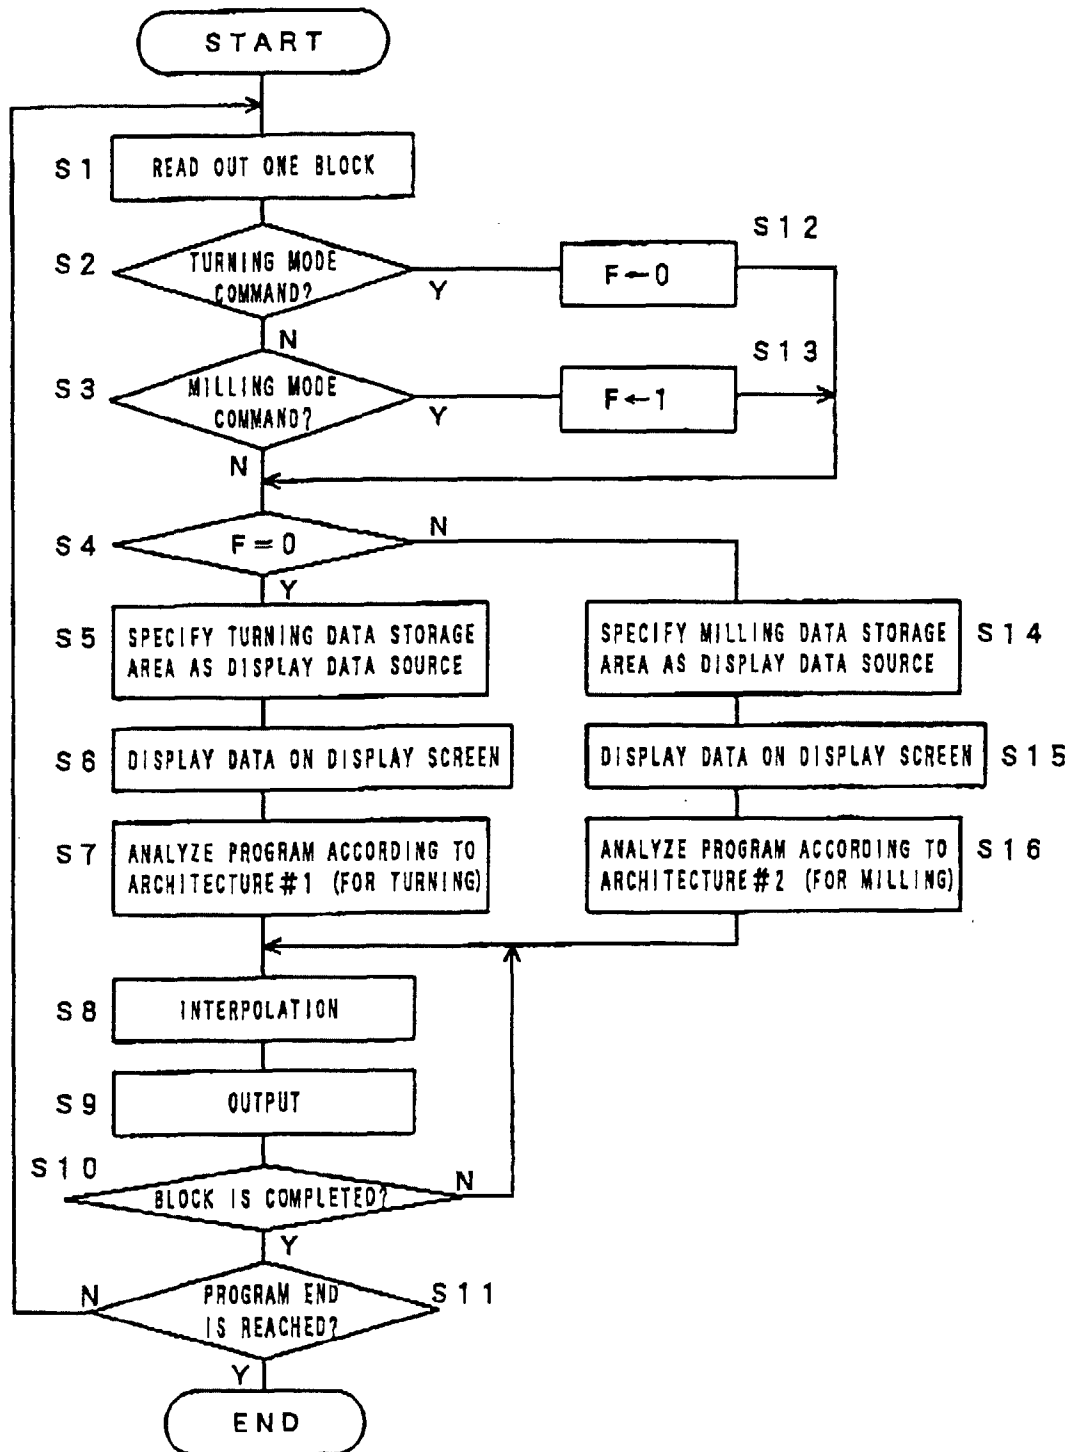 START
S1
READ OUT ONE BLOCK
S2
TURNING MODE
COMMAND?
Y
N
S12
F←0
S3
MILLING MODE
COMMAND?
Y
N
S13
F←1
S4
F=0
N
Y
S5
SPECIFY TURNING DATA STORAGE
AREA AS DISPLAY DATA SOURCE
SPECIFY MILLING DATA STORAGE
AREA AS DISPLAY DATA SOURCE
S14
S6
DISPLAY DATA ON DISPLAY SCREEN
DISPLAY DATA ON DISPLAY SCREEN
S15
S7
ANALYZE PROGRAM ACCORDING TO
ARCHITECTURE#1 (FOR TURNING)
ANALYZE PROGRAM ACCORDING TO
ARCHITECTURE#2 (FOR MILLING)
S16
S8
INTERPOLATION
S9
OUTPUT
S10
BLOCK IS COMPLETED?
N
Y
S11
PROGRAM END
IS REACHED?
N
Y
END